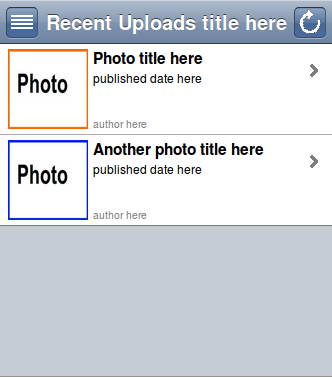 Recent Uploads title here
Photo
Photo title here
published date here
author here
Photo
Another photo title here
published date here
author here